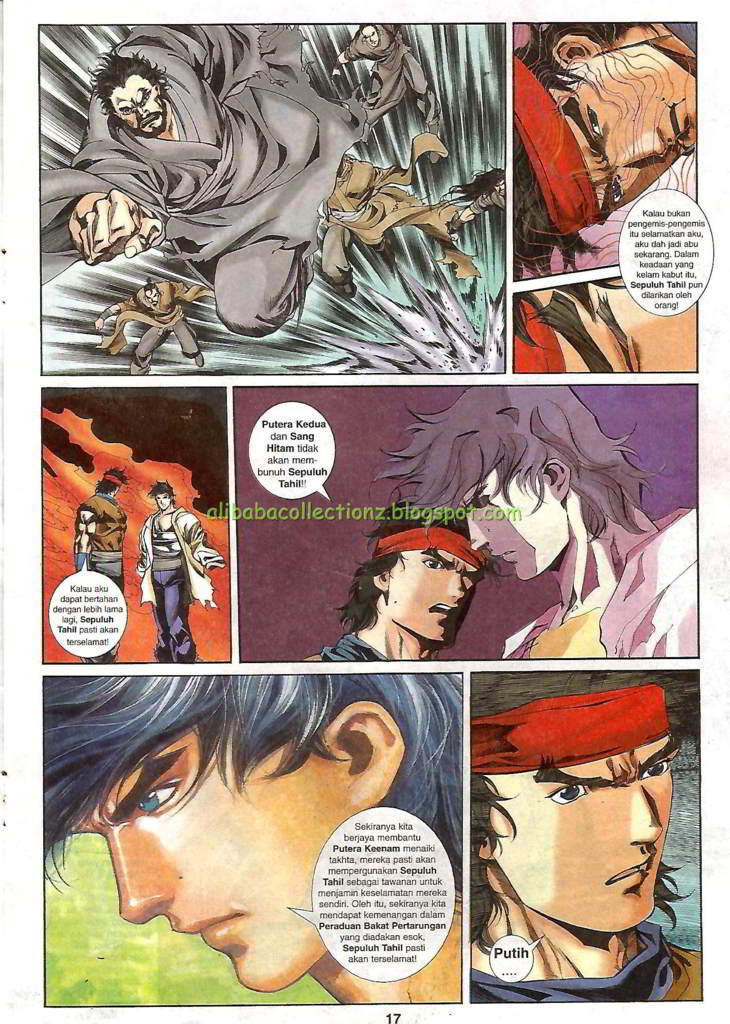 Kalau bukan
pengemis-pengemis
itu selamatkan aku,
aku dah jadi abu
sekarang. Dalam
keadaan yang
kelam kabut itu,
Sepuluh Tahil pun
dilarikan oleh
orang!
Kalau aku
dapat bertahan
dengan lebih lama
lagi, Sepuluh
Tahil pasti akan
terselamat!
Putera Kedua
dan Sang
Hitam tidak
akan mem-
bunuh Sepuluh
Tahil!!
alibabacollectionz.blogspot.com
Sekiranya kita
berjaya membantu
Putera Keenam menaiki
takhta, mereka pasti akan
mempergunakan Sepuluh
Tahil sebagai tawanan untuk
menjamin keselamatan mereka
sendiri. Oleh itu, sekiranya kita
mendapat kemenangan dalam
Peraduan Bakat Pertarungan
yang diadakan esok,
Sepuluh Tahil pasti
akan terselamat!
Putih
....
17